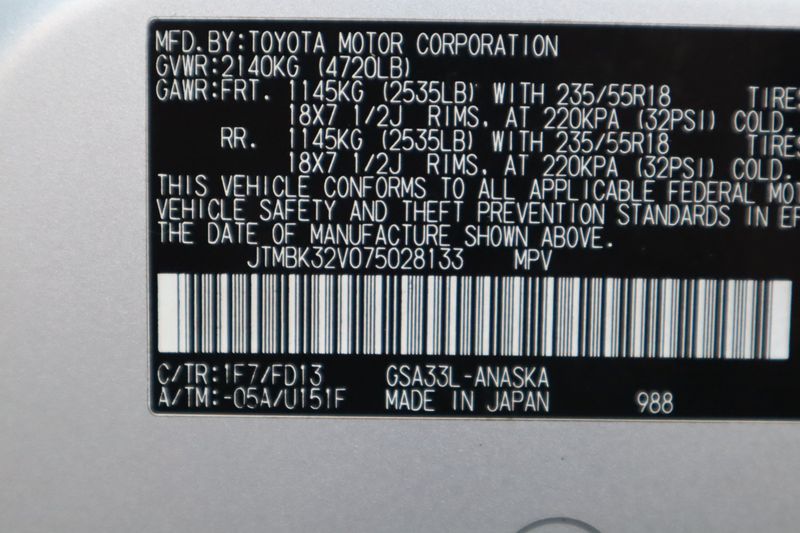 MFD.BY:TOYOTA MOTOR CORPORATION
GVWR:2140KG (4720LB)
GAWR:FRT. 1145KG (2535LB) WITH 235/55R18 TIRES
18X7 1/2J RIMS, AT 220KPA (32PSI) COLD.
RR. 1145KG (2535LB) WITH 235/55R18 TIRES
18X7 1/2J RIMS, AT 220KPA (32PSI) COLD.
THIS VEHICLE CONFORMS TO ALL APPLICABLE FEDERAL MOT
VEHICLE SAFETY AND THEFT PREVENTION STANDARDS IN EF
THE DATE OF MANUFACTURE SHOWN ABOVE.
JTMBK32V075028133 MPV
C/TR:1F7/FD13 GSA33L-ANASKA
A/TM:-05A/U151F MADE IN JAPAN 988